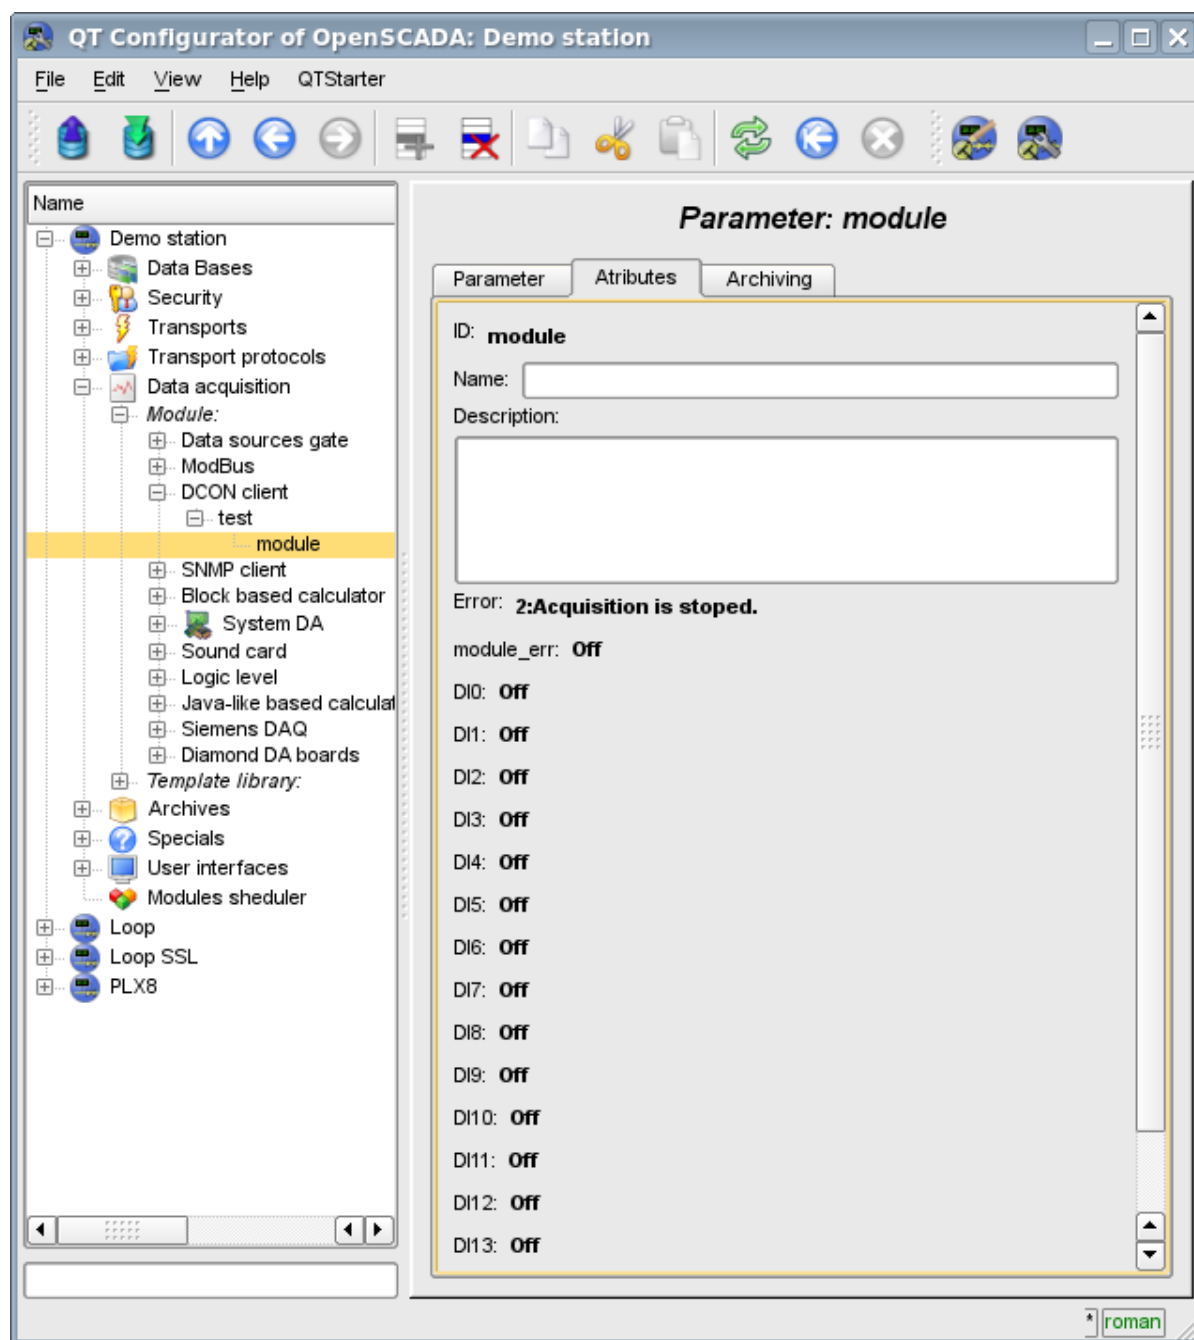 QT Configurator of OpenSCADA: Demo station
File Edit View Help QTStarter
Name
Demo station
Data Bases
Security
Transports
Transport protocols
Data acquisition
Module:
Data sources gate
ModBus
DCON client
test
module
SNMP client
Block based calculator
System DA
Sound card
Logic level
Java-like based calculat
Siemens DAQ
Diamond DA boards
Template library:
Archives
Specials
User interfaces
Modules sheduler
Loop
Loop SSL
PLX8
Parameter: module
Parameter Atributes Archiving
ID: module
Name:
Description:
Error: 2:Acquisition is stoped.
module_err: Off
DI0: Off
DI1: Off
DI2: Off
DI3: Off
DI4: Off
DI5: Off
DI6: Off
DI7: Off
DI8: Off
DI9: Off
DI10: Off
DI11: Off
DI12: Off
DI13: Off
* roman